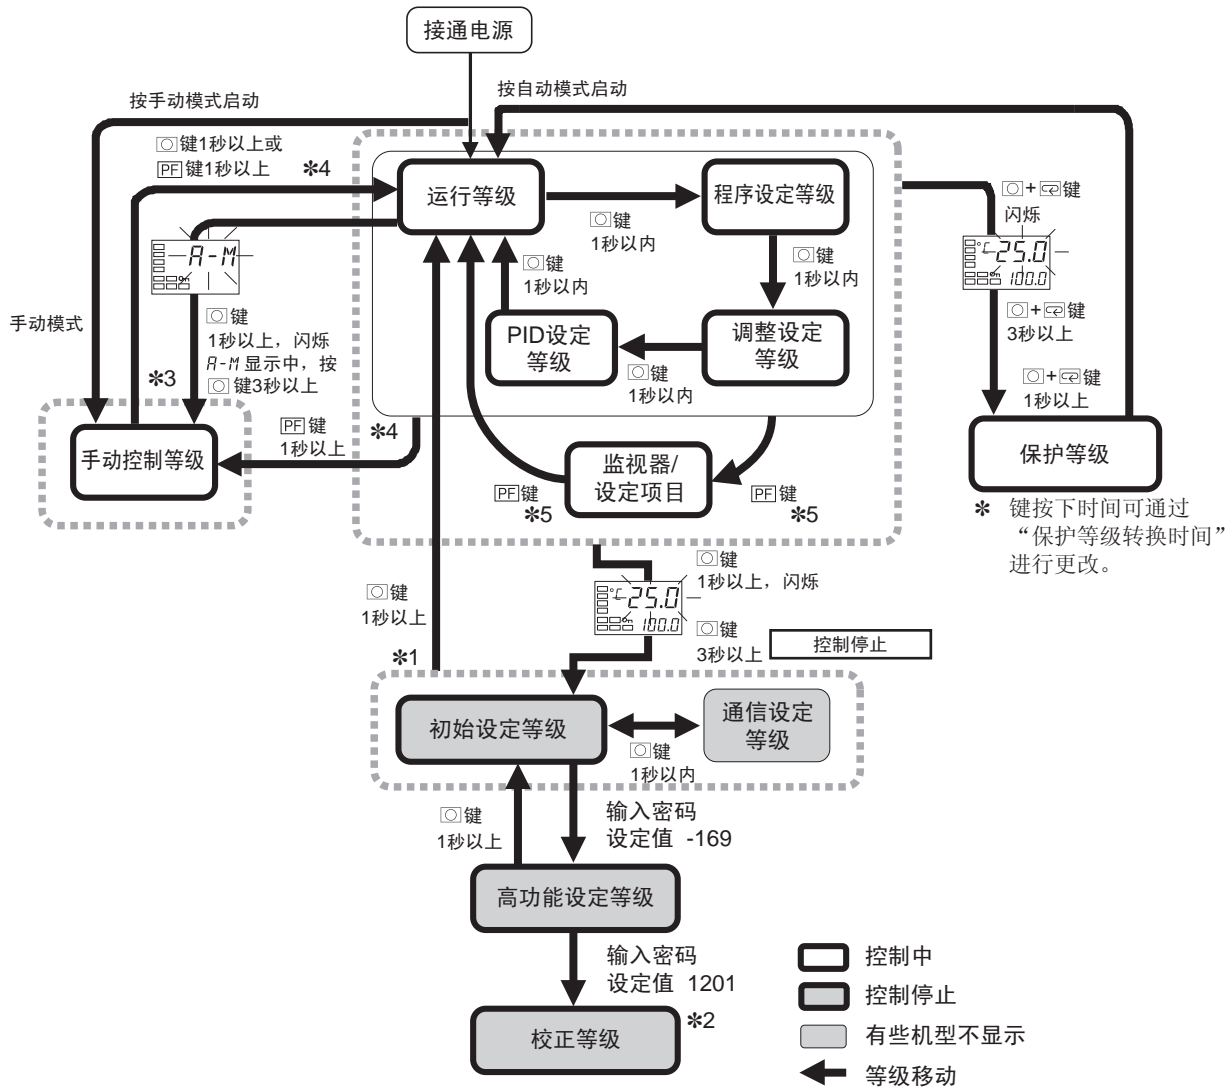 接通电源
按手动模式启动
按自动模式启动
键1秒以上或
PF 键1秒以上
*4
运行等级
键
1秒以内
程序设定等级
+ 键
闪烁
A-M
℃ 25.0
100.0
键
1秒以内
键
1秒以内
手动模式
键
1秒以上，闪烁
A-M 显示中，按
键3秒以上
*3
PID设定
等级
键
1秒以内
调整设定
等级
+ 键
3秒以上
+ 键
1秒以上
手动控制等级
PF 键
1秒以上
*4
监视器/
设定项目
PF 键
*5
PF 键
*5
保护等级
* 键按下时间可通过
“保护等级转换时间”
进行更改。
键
1秒以上
键
1秒以上，闪烁
℃ 25.0
100.0
键
3秒以上
控制停止
*1
初始设定等级
键
1秒以内
通信设定
等级
键
1秒以上
输入密码
设定值 -169
高功能设定等级
输入密码
设定值 1201
校正等级
*2
控制中
控制停止
有些机型不显示
等级移动